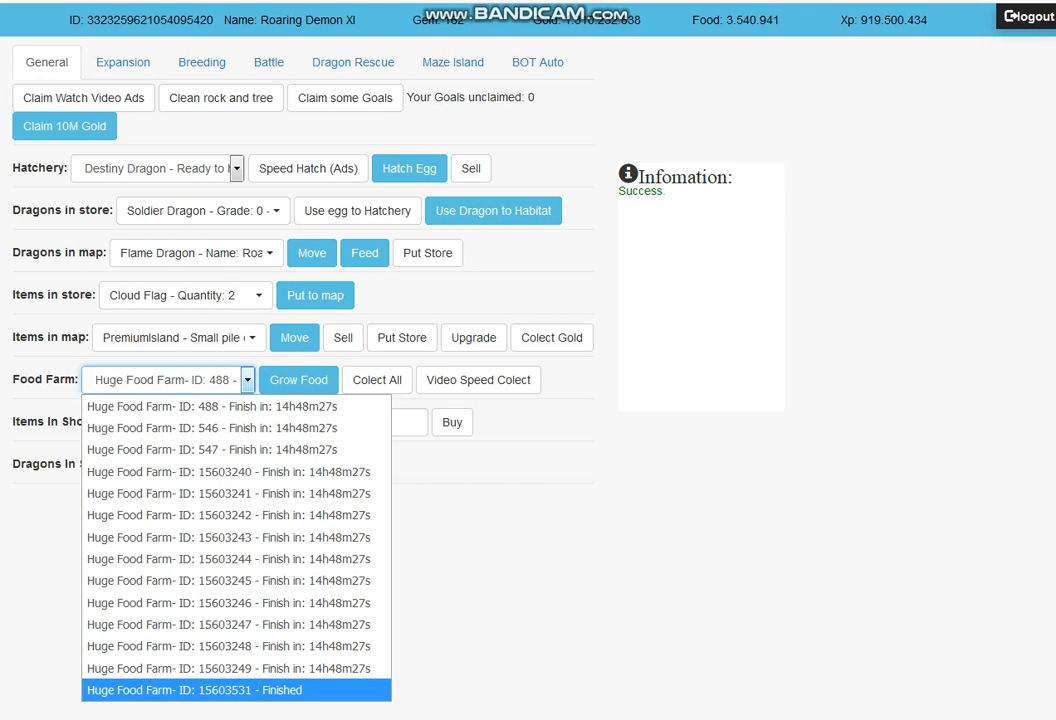 ID: 3323259621054095420 Name: Roaring Demon XI Food: 3.540.941 Xp: 919.500.434 logout
www.BANDICAM.com
General Expansion Breeding Battle Dragon Rescue Maze Island BOT Auto
Claim Watch Video Ads Clean rock and tree Claim some Goals Your Goals unclaimed: 0
Claim 10M Gold
Hatchery: Destiny Dragon - Ready to Speed Hatch (Ads) Hatch Egg Sell
Infomation:
Success.
Dragons in store: Soldier Dragon - Grade: 0 - Use egg to Hatchery Use Dragon to Habitat
Dragons in map: Flame Dragon - Name: Roa Move Feed Put Store
Items in store: Cloud Flag - Quantity: 2 Put to map
Items in map: PremiumIsland - Small pile Move Sell Put Store Upgrade Colect Gold
Food Farm: Huge Food Farm- ID: 488 - Grow Food Colect All Video Speed Colect
Huge Food Farm- ID: 488 - Finish in: 14h48m27s
Items In Sho Buy
Huge Food Farm- ID: 546 - Finish in: 14h48m27s
Huge Food Farm- ID: 547 - Finish in: 14h48m27s
Dragons In
Huge Food Farm- ID: 15603240 - Finish in: 14h48m27s
Huge Food Farm- ID: 15603241 - Finish in: 14h48m27s
Huge Food Farm- ID: 15603242 - Finish in: 14h48m27s
Huge Food Farm- ID: 15603243 - Finish in: 14h48m27s
Huge Food Farm- ID: 15603244 - Finish in: 14h48m27s
Huge Food Farm- ID: 15603245 - Finish in: 14h48m27s
Huge Food Farm- ID: 15603246 - Finish in: 14h48m27s
Huge Food Farm- ID: 15603247 - Finish in: 14h48m27s
Huge Food Farm- ID: 15603248 - Finish in: 14h48m27s
Huge Food Farm- ID: 15603249 - Finish in: 14h48m27s
Huge Food Farm- ID: 15603531 - Finished